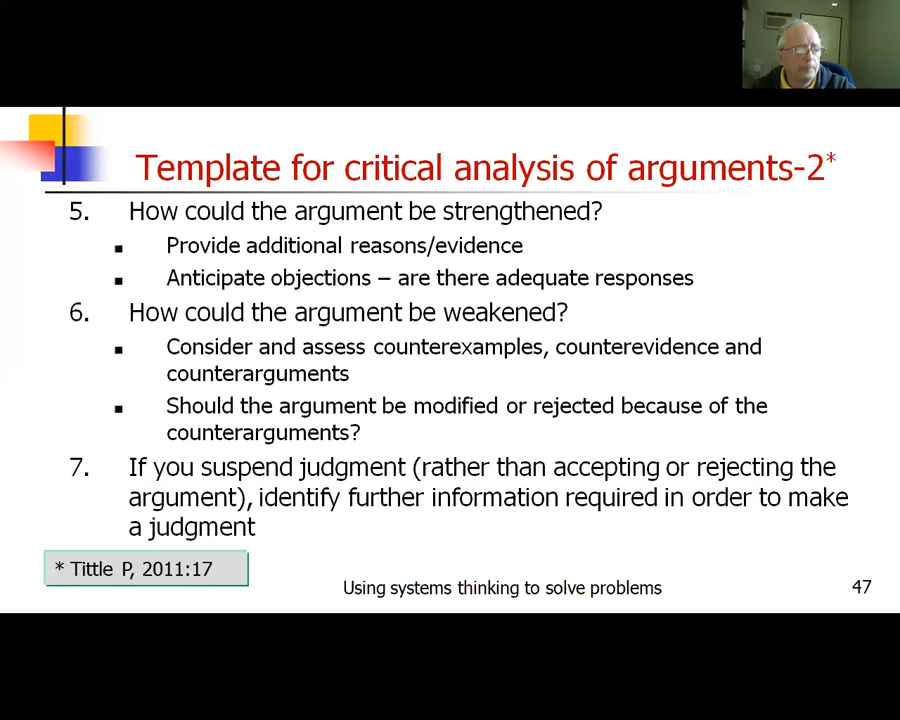 Template for critical analysis of arguments-2*
5. How could the argument be strengthened?
■ Provide additional reasons/evidence
■ Anticipate objections – are there adequate responses
6. How could the argument be weakened?
■ Consider and assess counterexamples, counterevidence and
counterarguments
■ Should the argument be modified or rejected because of the
counterarguments?
7. If you suspend judgment (rather than accepting or rejecting the
argument), identify further information required in order to make
a judgment
* Tittle P, 2011:17
Using systems thinking to solve problems
47